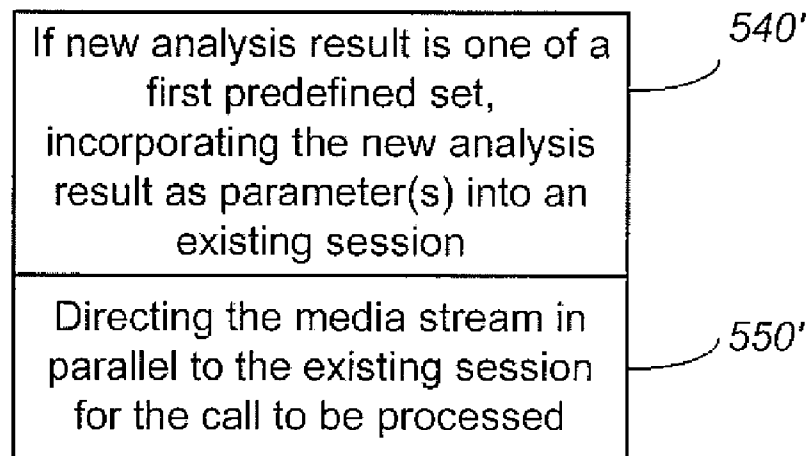 If new analysis result is one of a
first predefined set,
incorporating the new analysis
result as parameter(s) into an
existing session
540'
Directing the media stream in
parallel to the existing session
for the call to be processed
550'